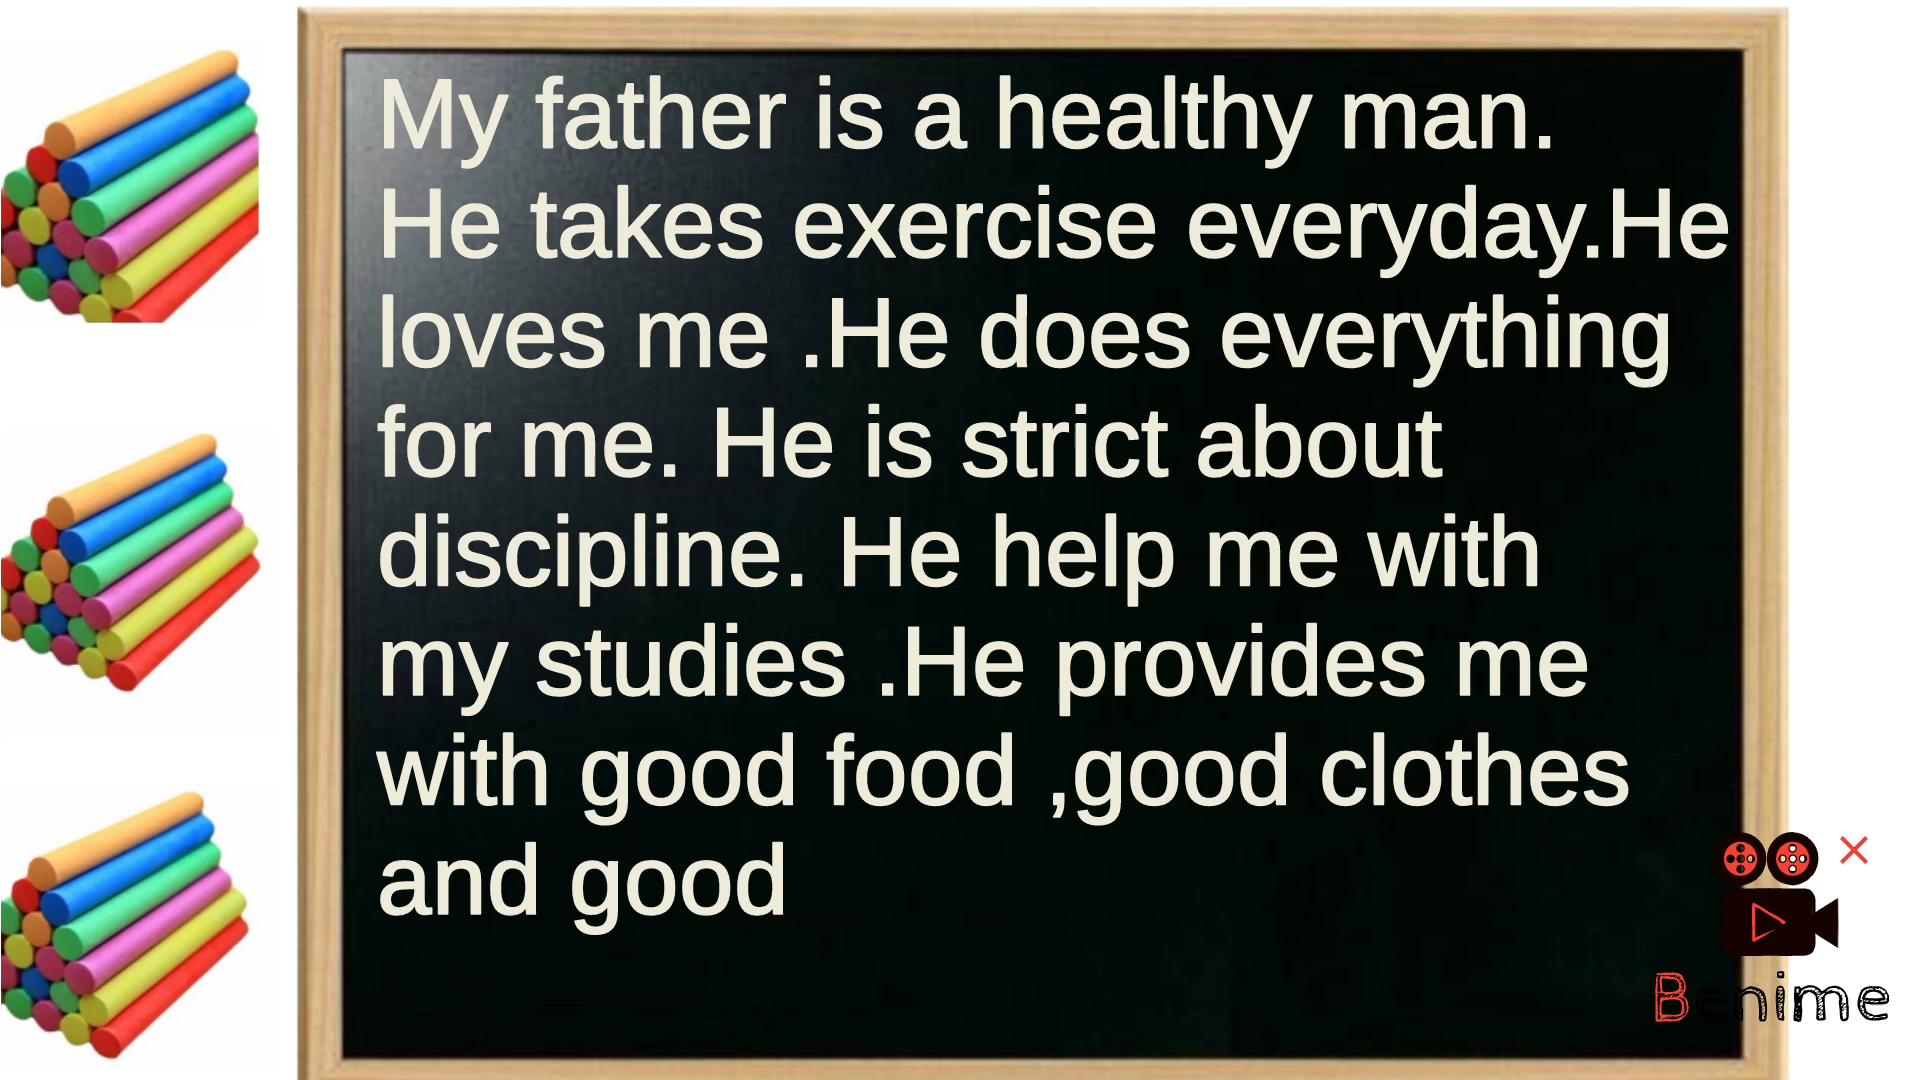 My father is a healthy man.
He takes exercise everyday.He
loves me .He does everything
for me. He is strict about
discipline. He help me with
my studies .He provides me
with good food ,good clothes
and good
Benime